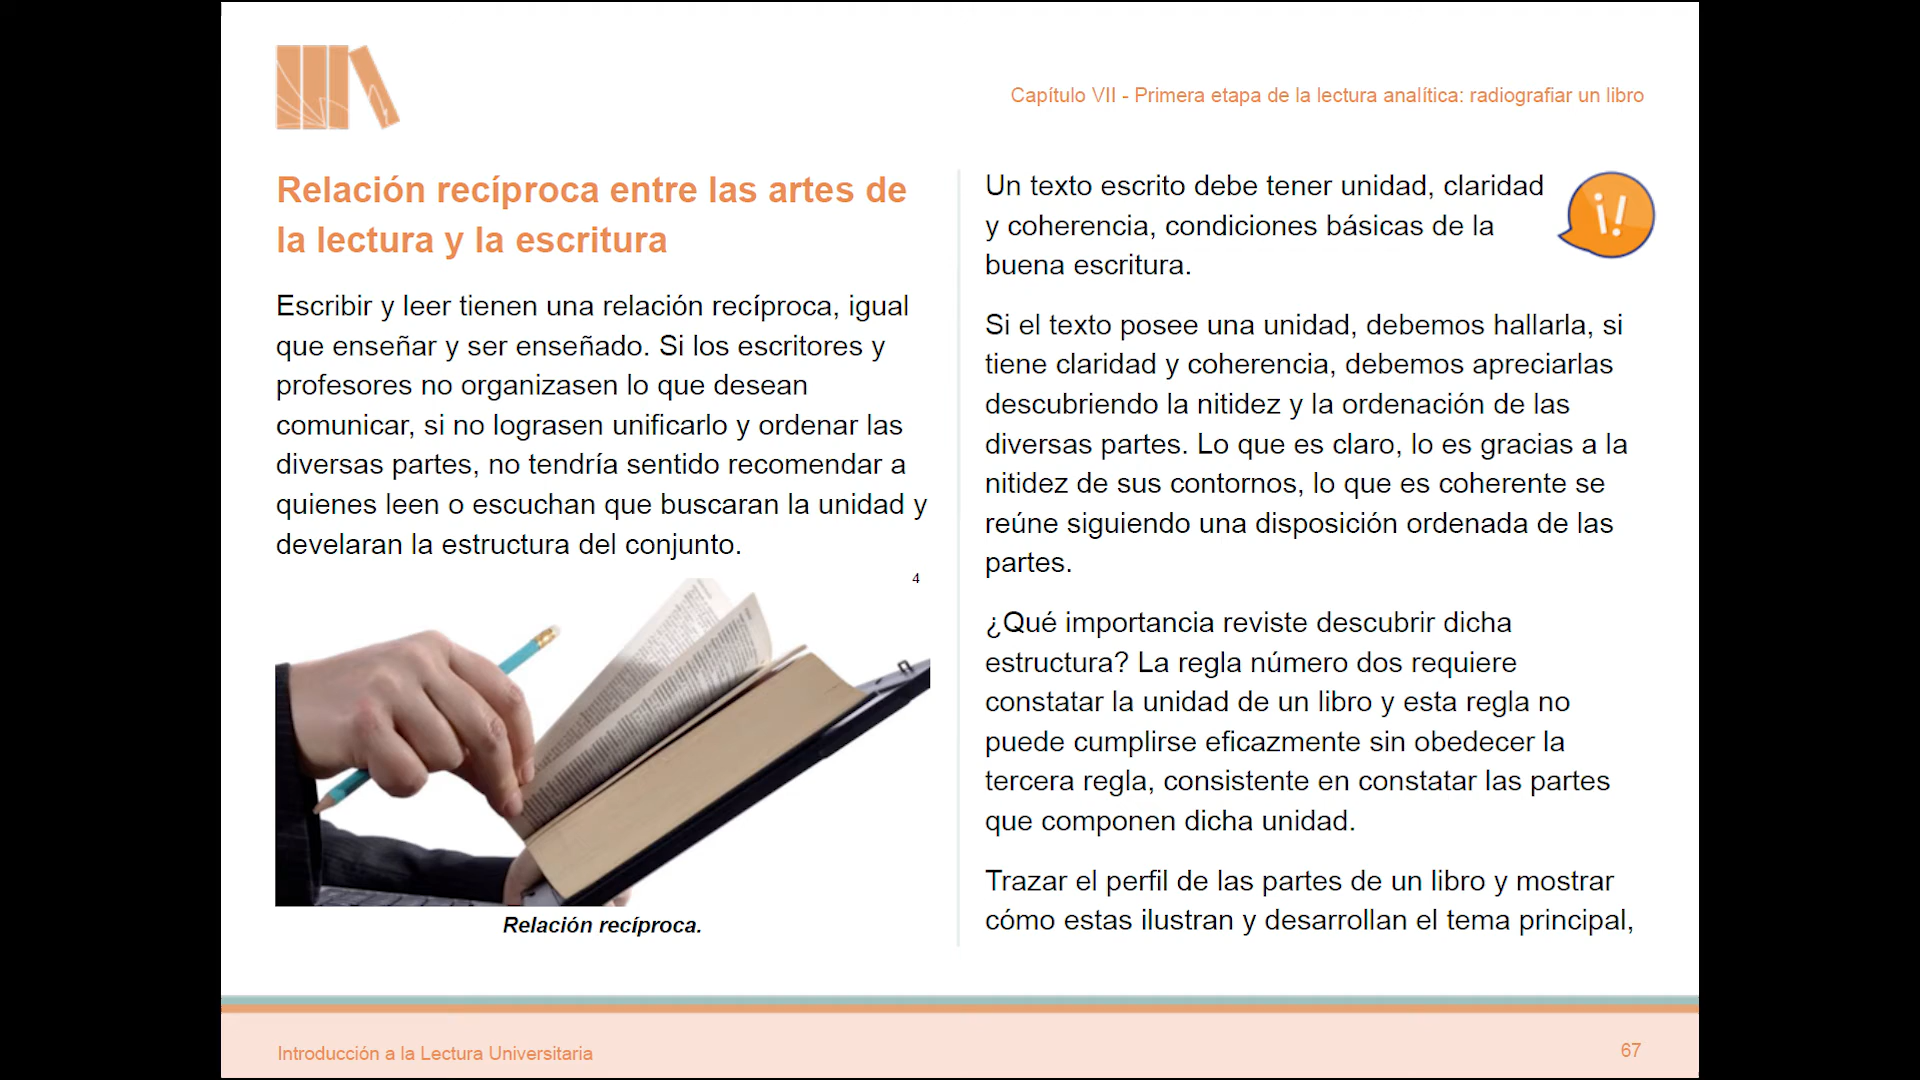 Capítulo VII - Primera etapa de la lectura analítica: radiografiar un libro
Relación recíproca entre las artes de
la lectura y la escritura
Escribir y leer tienen una relación recíproca, igual
que enseñar y ser enseñado. Si los escritores y
profesores no organizasen lo que desean
comunicar, si no lograsen unificarlo y ordenar las
diversas partes, no tendría sentido recomendar a
quienes leen o escuchan que buscaran la unidad y
develaran la estructura del conjunto.
4
Relación recíproca.
Un texto escrito debe tener unidad, claridad
y coherencia, condiciones básicas de la
buena escritura.
¡!
Si el texto posee una unidad, debemos hallarla, si
tiene claridad y coherencia, debemos apreciarlas
descubriendo la nitidez y la ordenación de las
diversas partes. Lo que es claro, lo es gracias a la
nitidez de sus contornos, lo que es coherente se
reúne siguiendo una disposición ordenada de las
partes.
¿Qué importancia reviste descubrir dicha
estructura? La regla número dos requiere
constatar la unidad de un libro y esta regla no
puede cumplirse eficazmente sin obedecer la
tercera regla, consistente en constatar las partes
que componen dicha unidad.
Trazar el perfil de las partes de un libro y mostrar
cómo estas ilustran y desarrollan el tema principal,
Introducción a la Lectura Universitaria
67